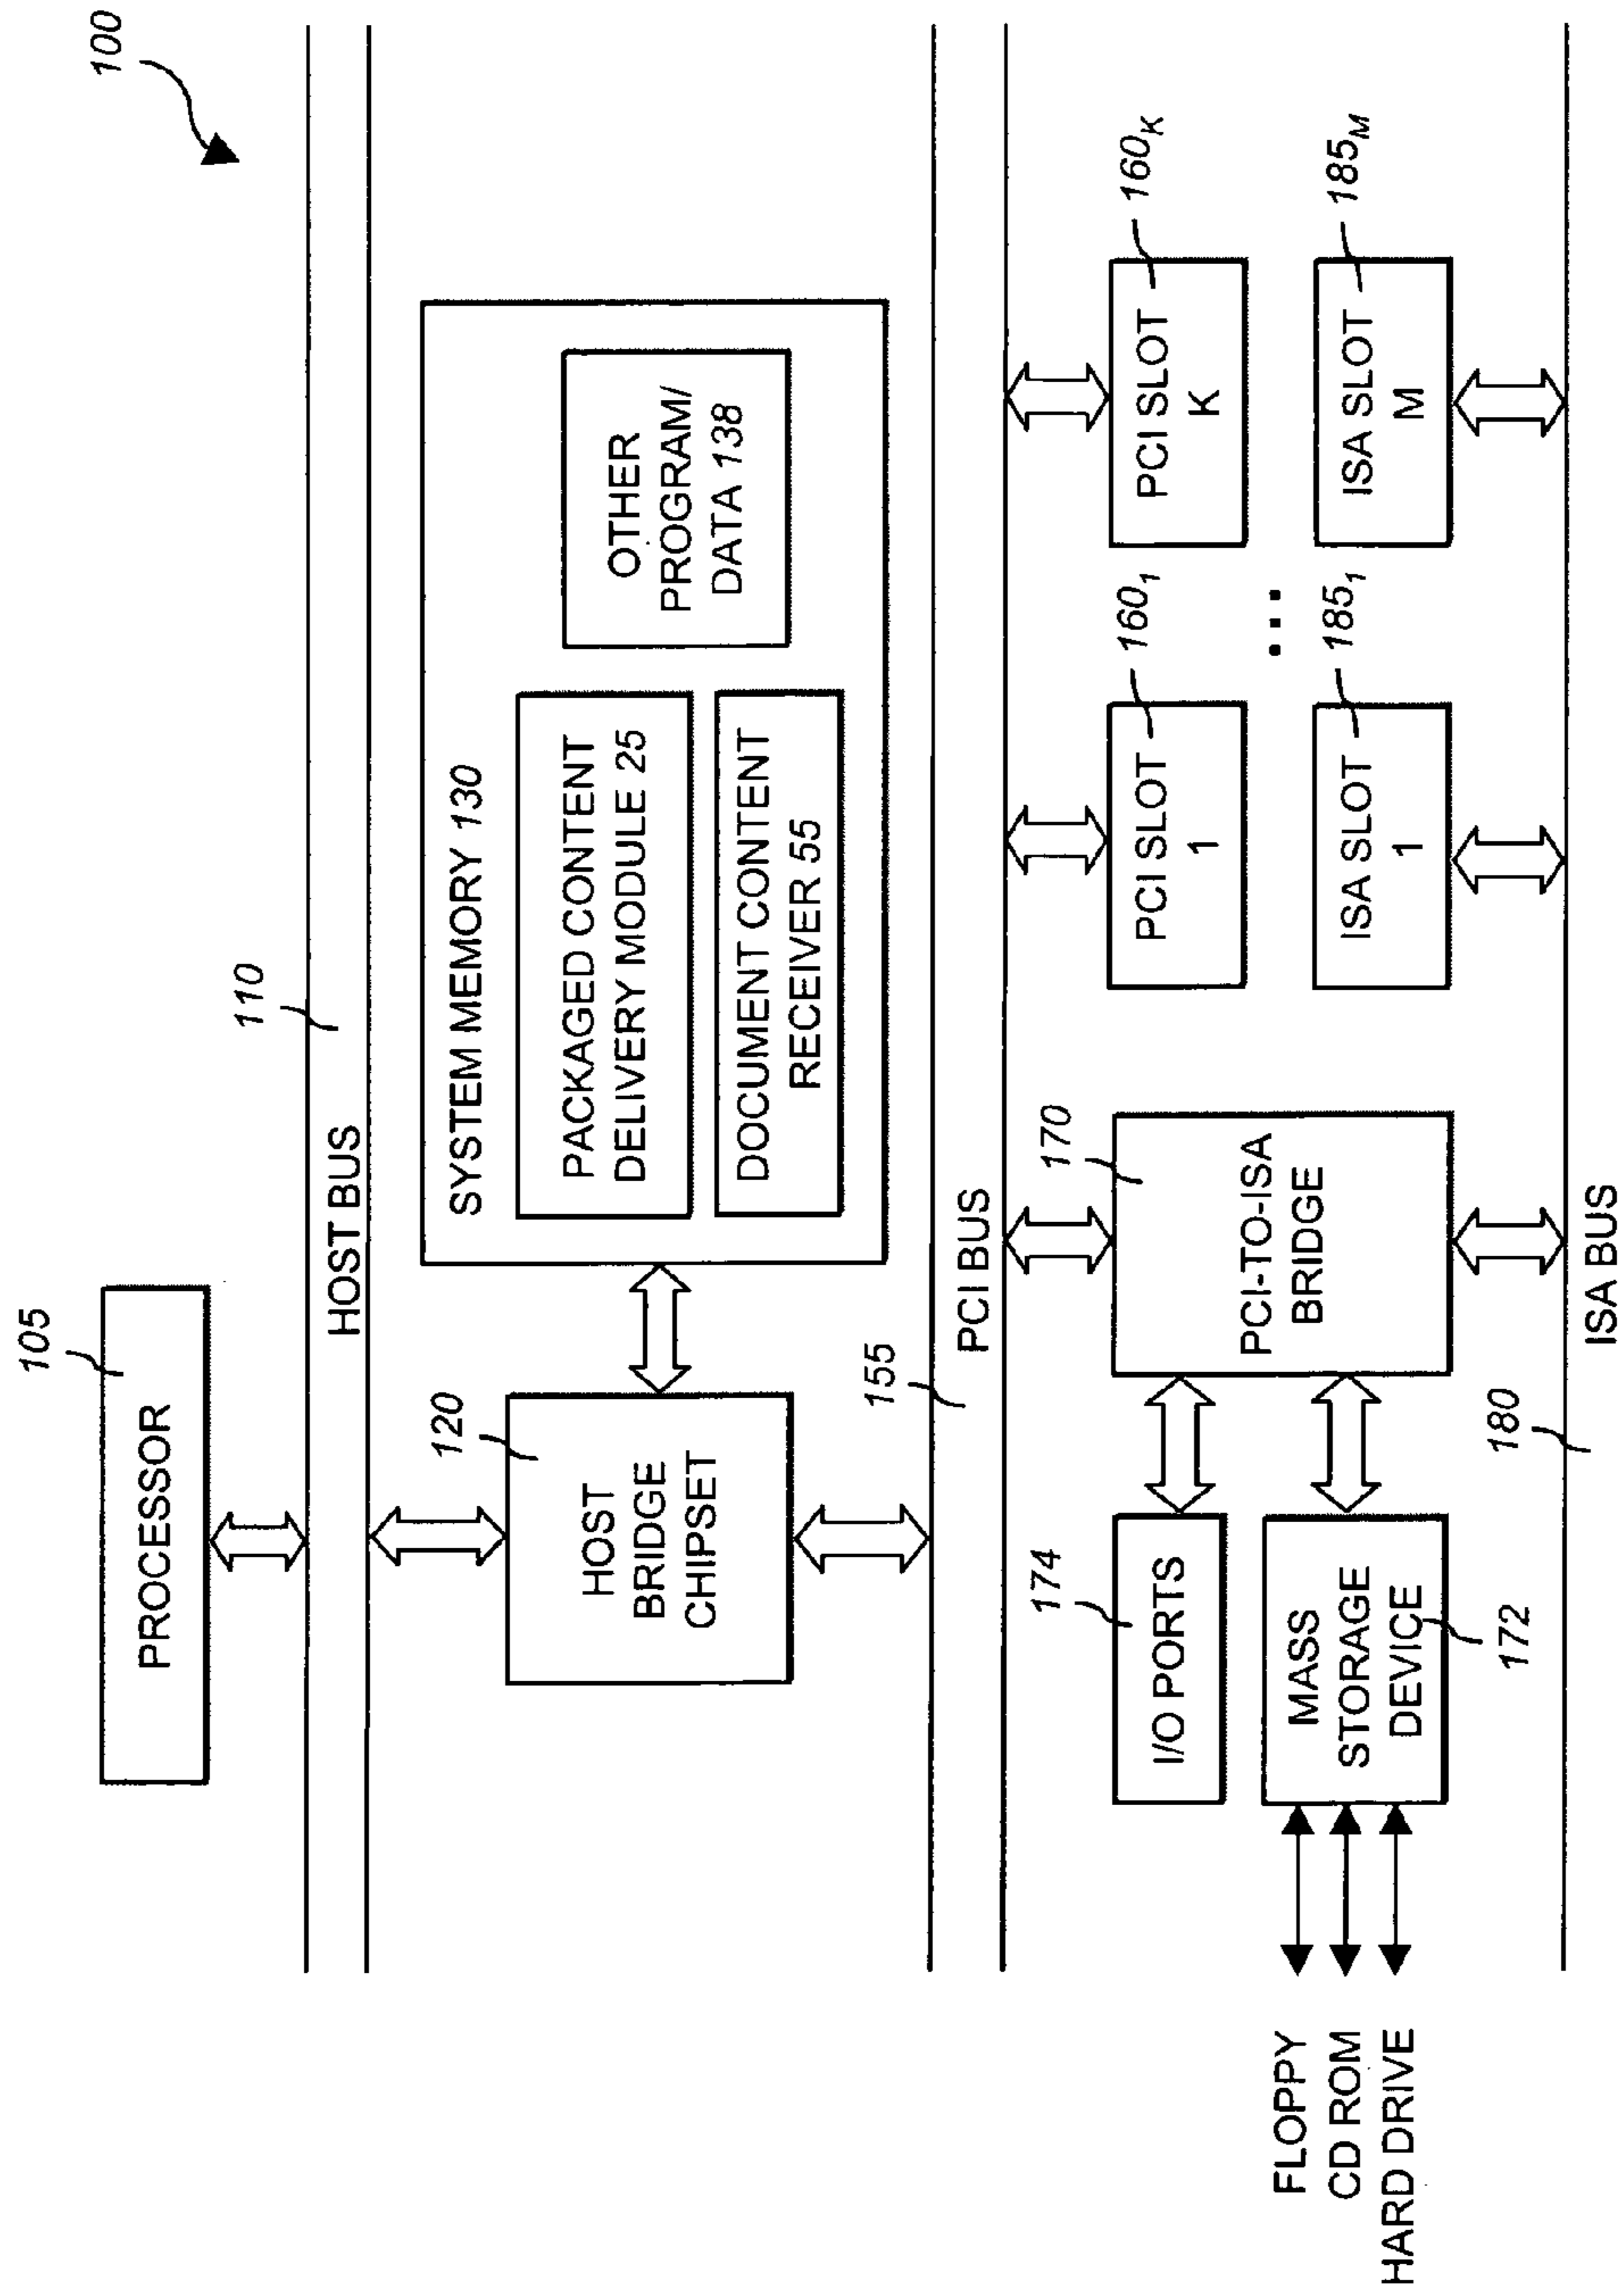 100
105
PROCESSOR
110
HOST BUS
120
HOST
BRIDGE
CHIPSET
SYSTEM MEMORY 130
PACKAGED CONTENT
DELIVERY MODULE 25
DOCUMENT CONTENT
RECEIVER 55
OTHER
PROGRAM/
DATA 138
155
PCI BUS
174
I/O PORTS
MASS
STORAGE
DEVICE
172
FLOPPY
CD ROM
HARD DRIVE
170
PCI-TO-ISA
BRIDGE
PCI SLOT
1
160₁
PCI SLOT
K
160ₖ
...
ISA SLOT
1
185₁
ISA SLOT
M
185_M
180
ISA BUS